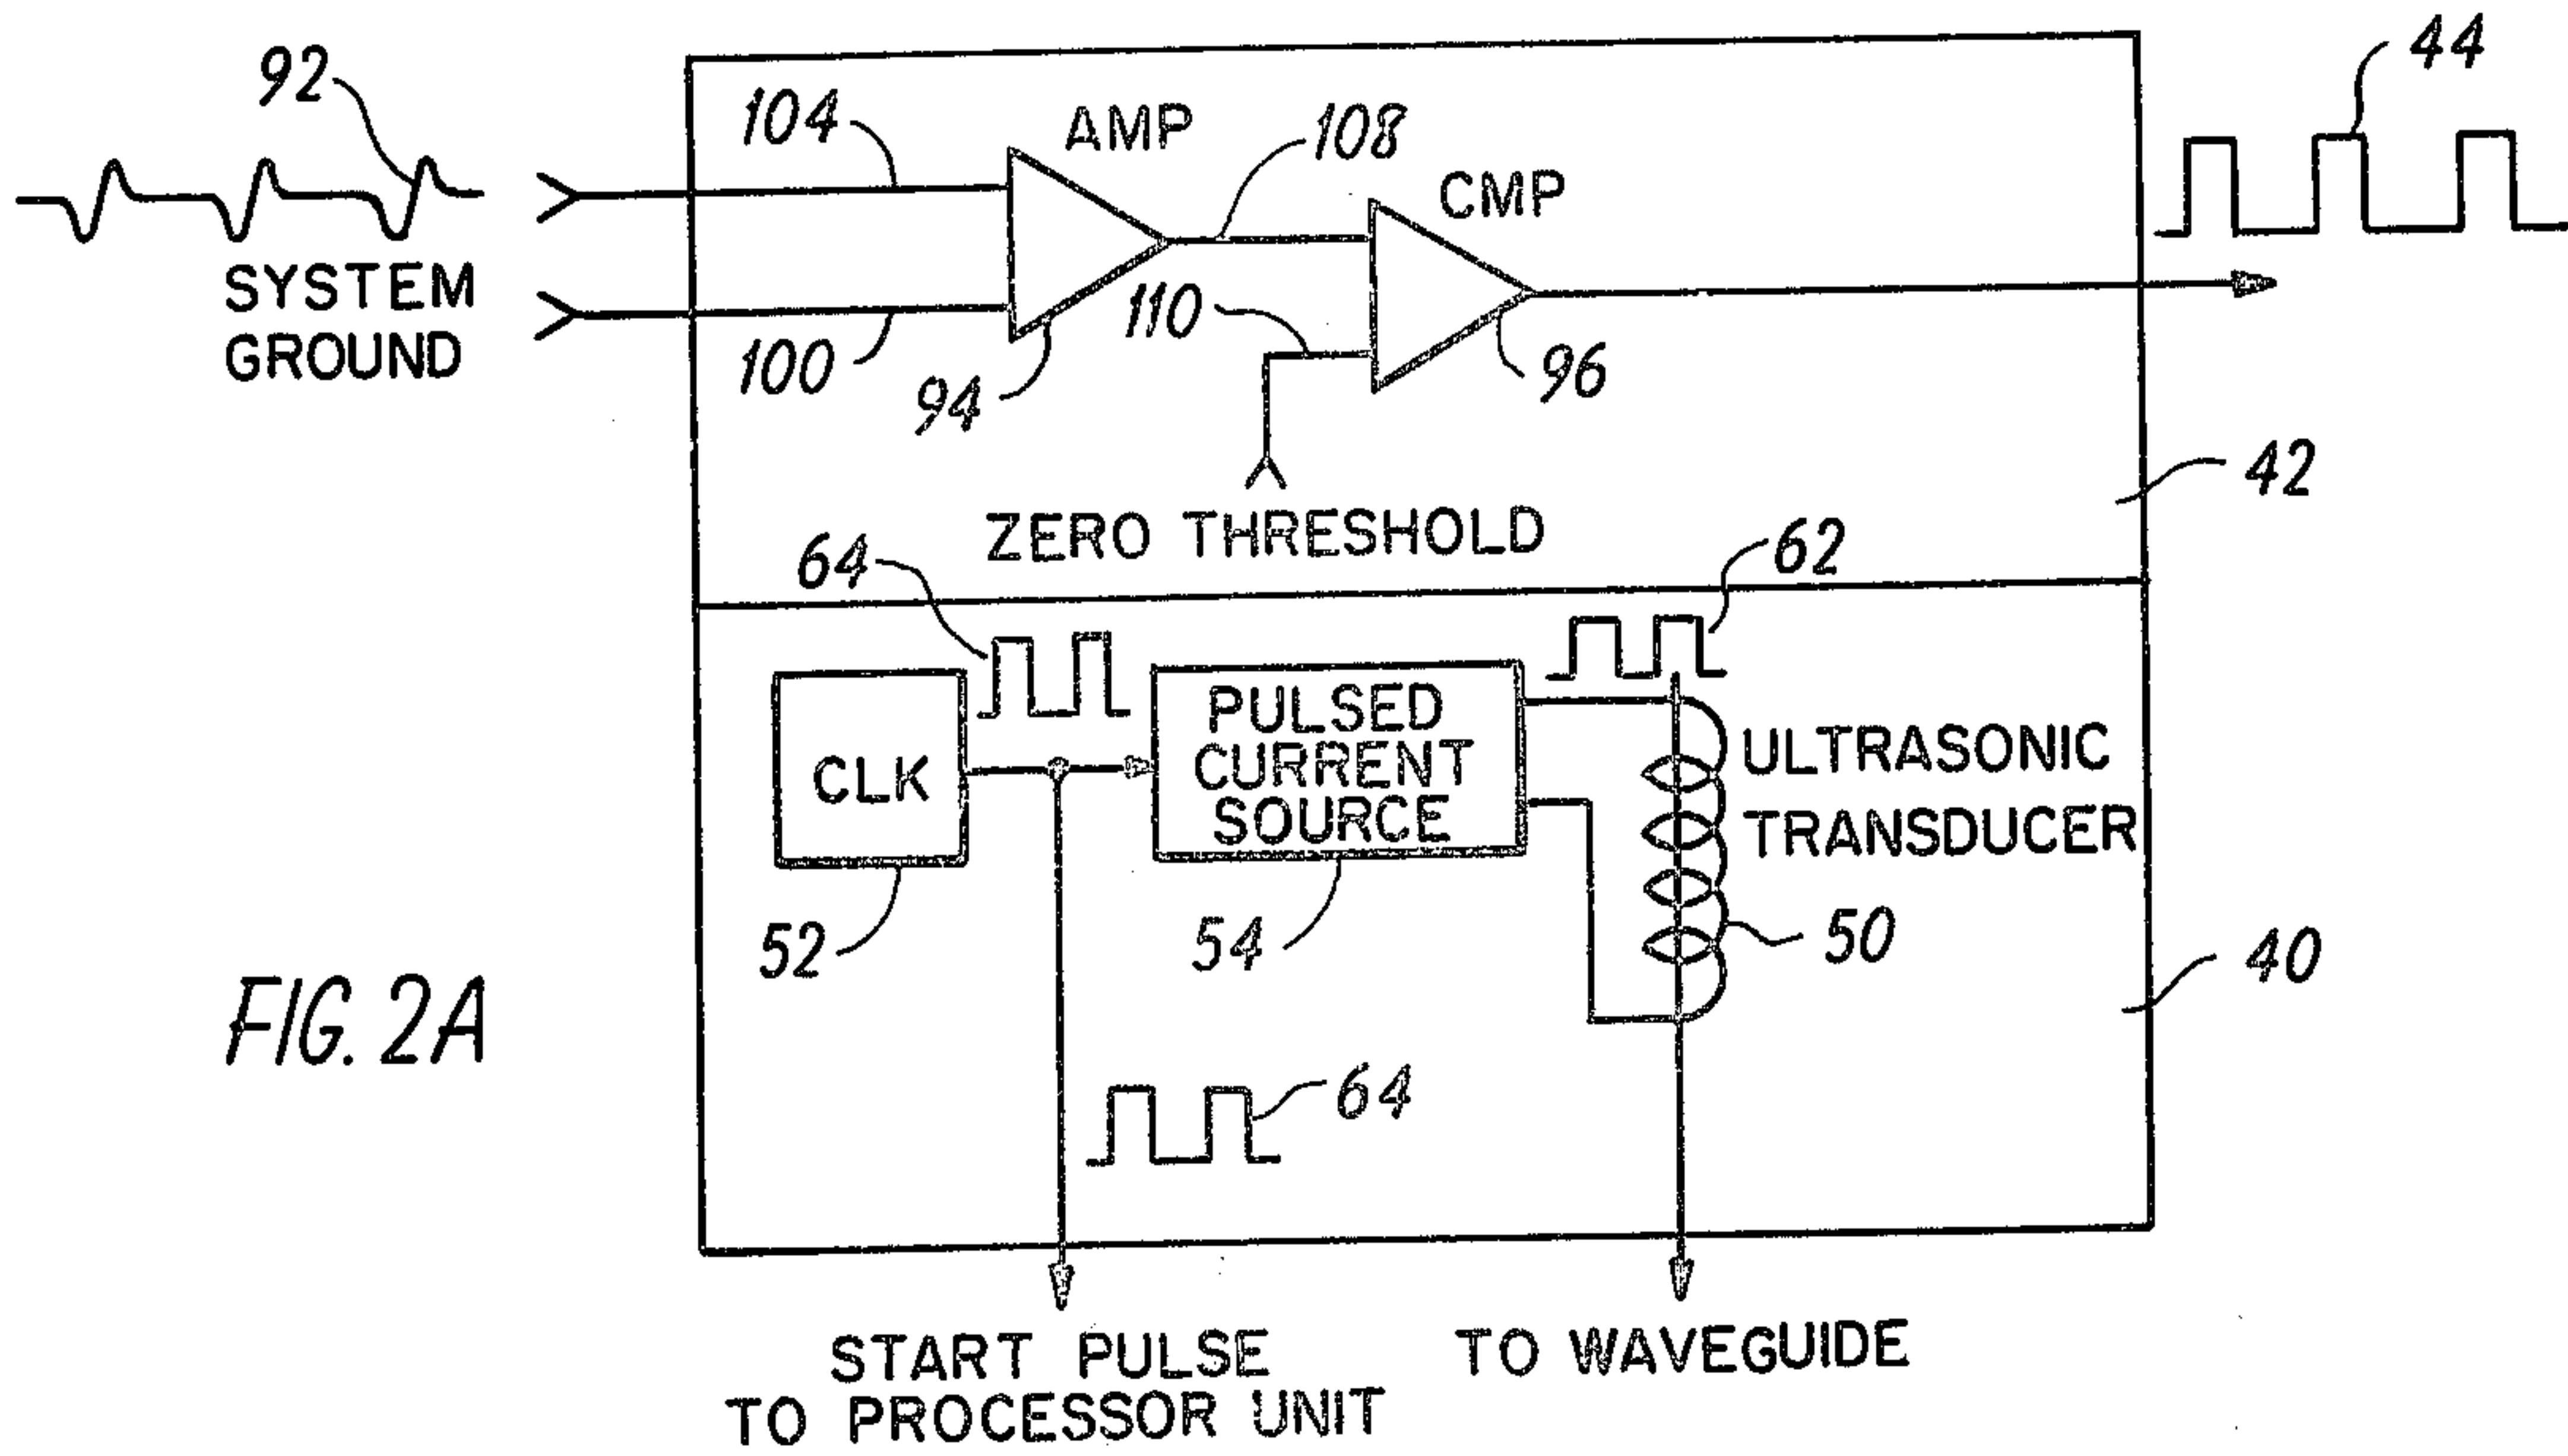 92
104
AMP
108
44
CMP
SYSTEM
GROUND
100
94
110
96
42
ZERO THRESHOLD
64
62
CLK
PULSED
CURRENT
SOURCE
ULTRASONIC
TRANSDUCER
52
54
50
40
FIG. 2A
64
START PULSE
TO PROCESSOR UNIT
TO WAVEGUIDE